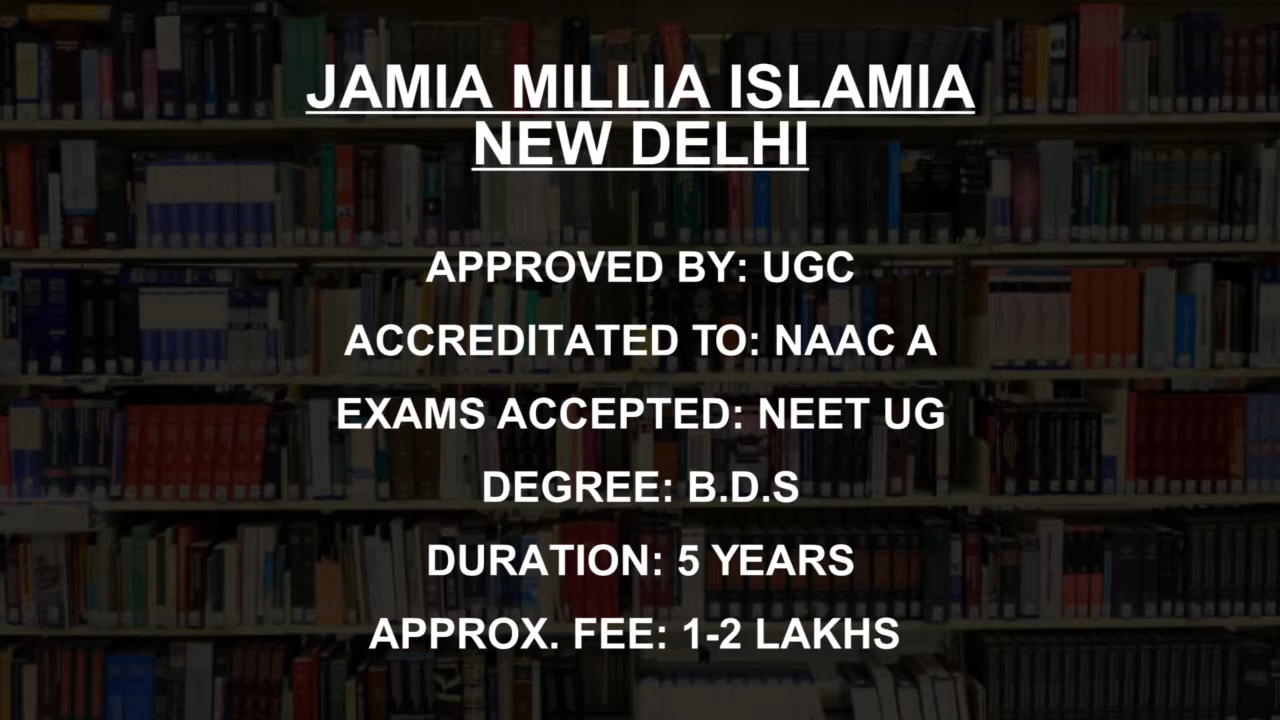 JAMIA MILLIA ISLAMIA
NEW DELHI
APPROVED BY: UGC
ACCREDITATED TO: NAAC A
EXAMS ACCEPTED: NEET UG
DEGREE: B.D.S
DURATION: 5 YEARS
APPROX. FEE: 1-2 LAKHS